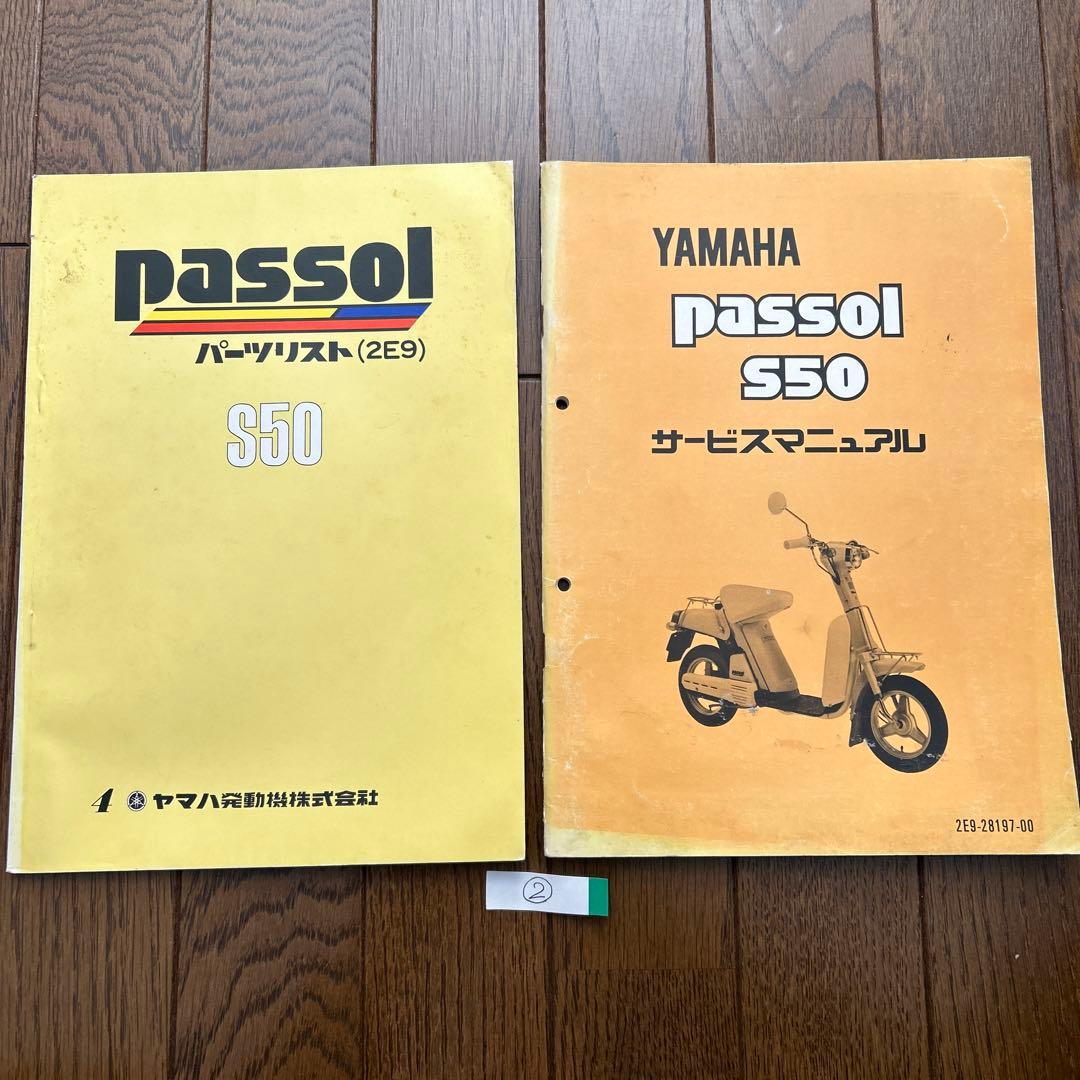 passol
パーツリスト(2E9)
S50
4 ヤマハ発動機株式会社
YAMAHA
passol
S50
サービスマニュアル
passol
2E9-28197-00
②